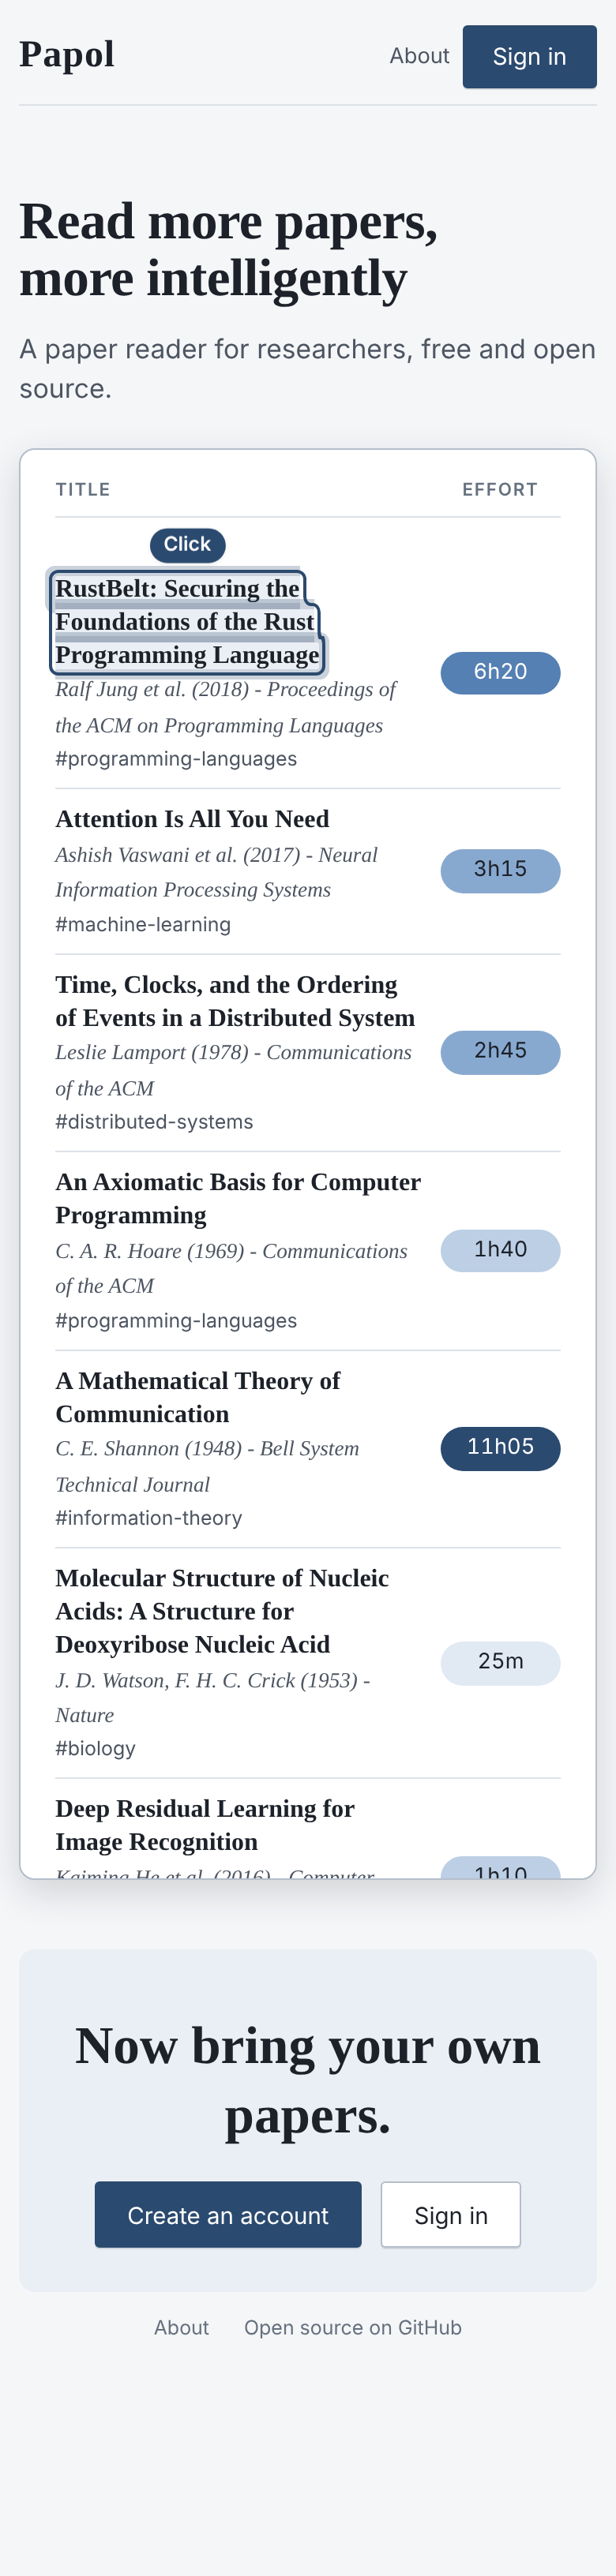 Papol
About
Sign in
Read more papers,
more intelligently
A paper reader for researchers, free and open
source.
TITLE
EFFORT
Click
RustBelt: Securing the
Foundations of the Rust
Programming Language
Ralf Jung et al. (2018) - Proceedings of
the ACM on Programming Languages
#programming-languages
6h20
Attention Is All You Need
Ashish Vaswani et al. (2017) - Neural
Information Processing Systems
#machine-learning
3h15
Time, Clocks, and the Ordering
of Events in a Distributed System
Leslie Lamport (1978) - Communications
of the ACM
#distributed-systems
2h45
An Axiomatic Basis for Computer
Programming
C. A. R. Hoare (1969) - Communications
of the ACM
#programming-languages
1h40
A Mathematical Theory of
Communication
C. E. Shannon (1948) - Bell System
Technical Journal
#information-theory
11h05
Molecular Structure of Nucleic
Acids: A Structure for
Deoxyribose Nucleic Acid
J. D. Watson, F. H. C. Crick (1953) -
Nature
#biology
25m
Deep Residual Learning for
Image Recognition
Kaiming He et al. (2016) - Computer
1h10
Now bring your own
papers.
Create an account
Sign in
About
Open source on GitHub